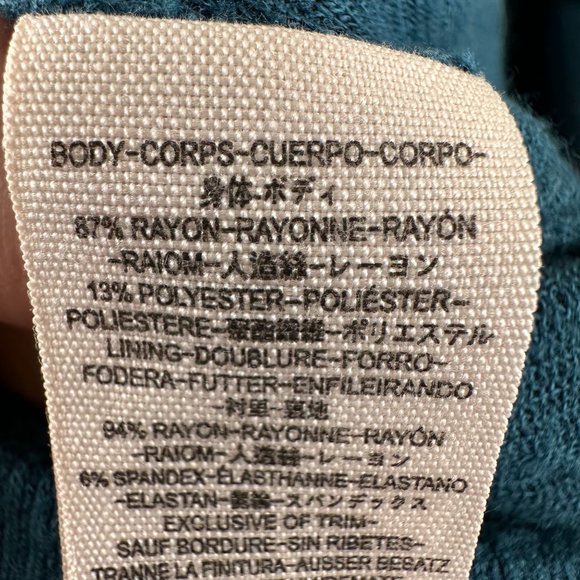 BODY-CORPS-CUERPO-CORPO-
身体-ボディ
87% RAYON-RAYONNE-RAYÓN
-RAIOM-人造絲-レーヨン
13% POLYESTER-POLIÉSTER-
POLIESTERE-聚酯纖維-ポリエステル
LINING-DOUBLURE-FORRO-
FODERA-FUTTER-ENFILEIRANDO
-衬里-裏地
94% RAYON-RAYONNE-RAYÓN
-RAIOM-人造絲-レーヨン
6% SPANDEX-ÉLASTHANNE-ELASTANO
-ELASTAN-スパンデックス
EXCLUSIVE OF TRIM-
SAUF BORDURE-SIN RIBETES-
TRANNE LA FINITURA-AUSSER BESATZ